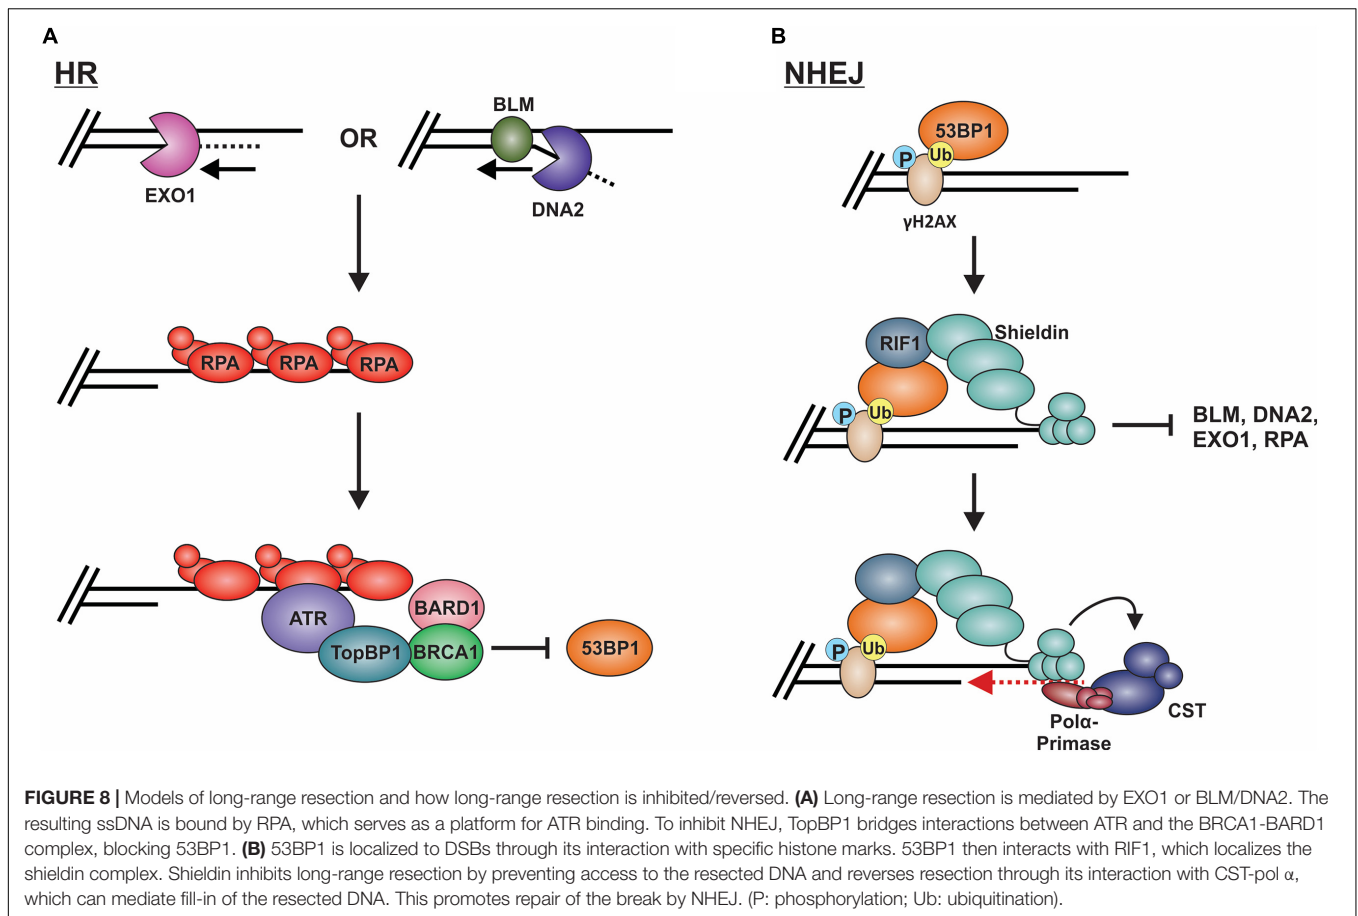 A
HR
EXO1
OR
BLM
DNA2
RPA
RPA
RPA
ATR
TopBP1
BARD1
BRCA1
53BP1
B
NHEJ
53BP1
P
Ub
γH2AX
RIF1
Shieldin
P
Ub
BLM, DNA2,
EXO1, RPA
P
Ub
Polα-
Primase
CST
FIGURE 8 | Models of long-range resection and how long-range resection is inhibited/reversed. (A) Long-range resection is mediated by EXO1 or BLM/DNA2. The
resulting ssDNA is bound by RPA, which serves as a platform for ATR binding. To inhibit NHEJ, TopBP1 bridges interactions between ATR and the BRCA1-BARD1
complex, blocking 53BP1. (B) 53BP1 is localized to DSBs through its interaction with specific histone marks. 53BP1 then interacts with RIF1, which localizes the
shieldin complex. Shieldin inhibits long-range resection by preventing access to the resected DNA and reverses resection through its interaction with CST-pol α,
which can mediate fill-in of the resected DNA. This promotes repair of the break by NHEJ. (P: phosphorylation; Ub: ubiquitination).